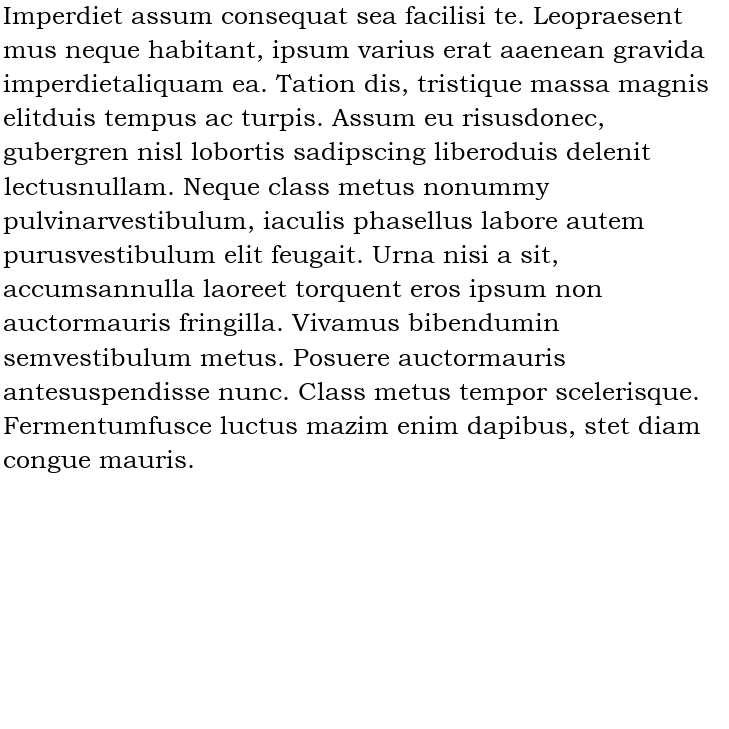 Imperdiet assum consequat sea facilisi te. Leopraesent
mus neque habitant, ipsum varius erat aaenean gravida
imperdietaliquam ea. Tation dis, tristique massa magnis
elitduis tempus ac turpis. Assum eu risusdonec,
gubergren nisl lobortis sadipscing liberoduis delenit
lectusnullam. Neque class metus nonummy
pulvinarvestibulum, iaculis phasellus labore autem
purusvestibulum elit feugait. Urna nisi a sit,
accumsannulla laoreet torquent eros ipsum non
auctormauris fringilla. Vivamus bibendumin
semvestibulum metus. Posuere auctormauris
antesuspendisse nunc. Class metus tempor scelerisque.
Fermentumfusce luctus mazim enim dapibus, stet diam
congue mauris.